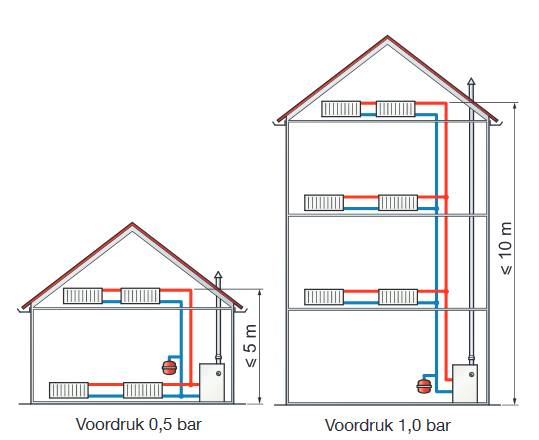 ≤ 5 m
Voordruk 0,5 bar
≤ 10 m
Voordruk 1,0 bar